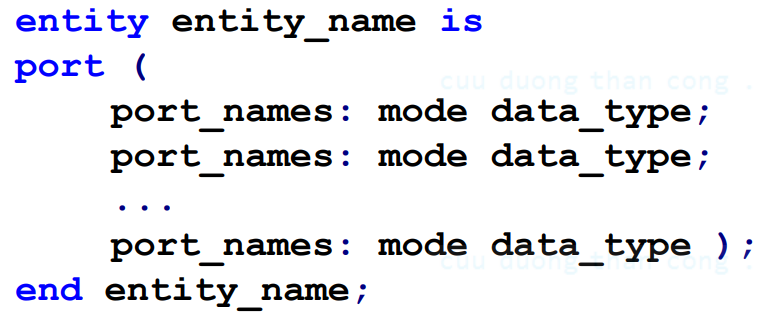 entity entity_name is
port (
cuu duong than cong .
port_names: mode data_type;
port_names: mode data_type;
...
port_names: mode data_type );
cuu duong than cong .
end entity_name;